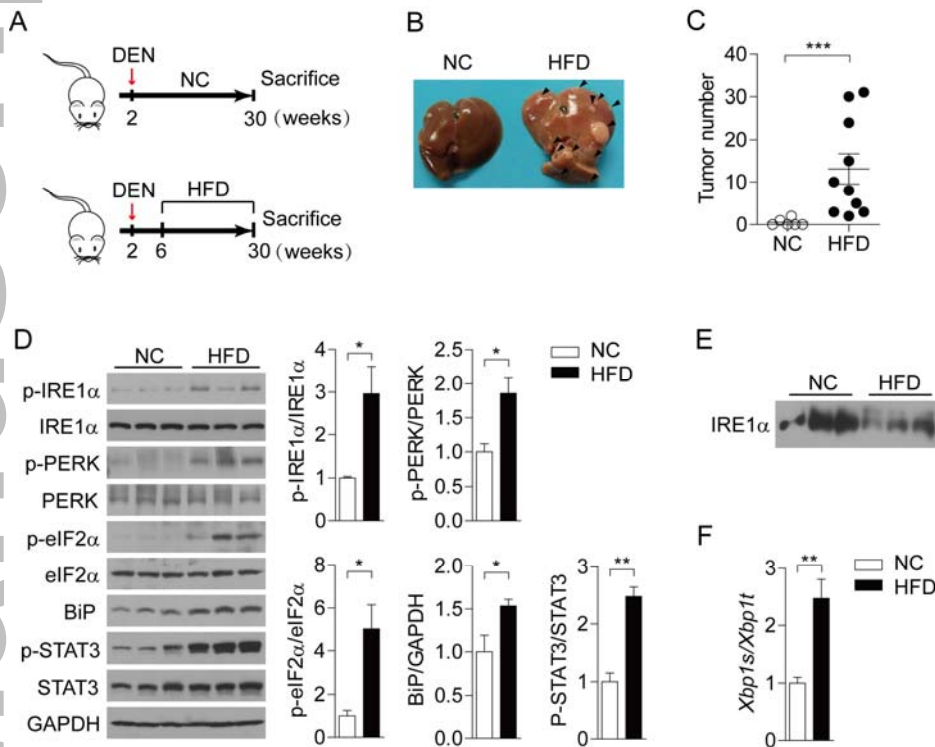 A
DEN
NC
Sacrifice
2
30 (weeks)
DEN
HFD
Sacrifice
2 6
30 (weeks)
B
NC HFD
C
***
Tumor number
40
30
20
10
0
NC HFD
D
NC HFD
p-IRE1α
IRE1α
p-PERK
PERK
p-eIF2α
eIF2α
BiP
p-STAT3
STAT3
GAPDH
p-IRE1α/IRE1α
4
3
2
1
0
*
p-PERK/PERK
2.5
2.0
1.5
1.0
0.5
0.0
*
NC
HFD
p-eIF2α/eIF2α
8
6
4
2
0
*
BiP/GAPDH
2.0
1.5
1.0
0.5
0.0
*
P-STAT3/STAT3
3
2
1
0
**
E
NC HFD
IRE1α
F
NC
HFD
Xbp1s/Xbp1t
3
2
1
0
**